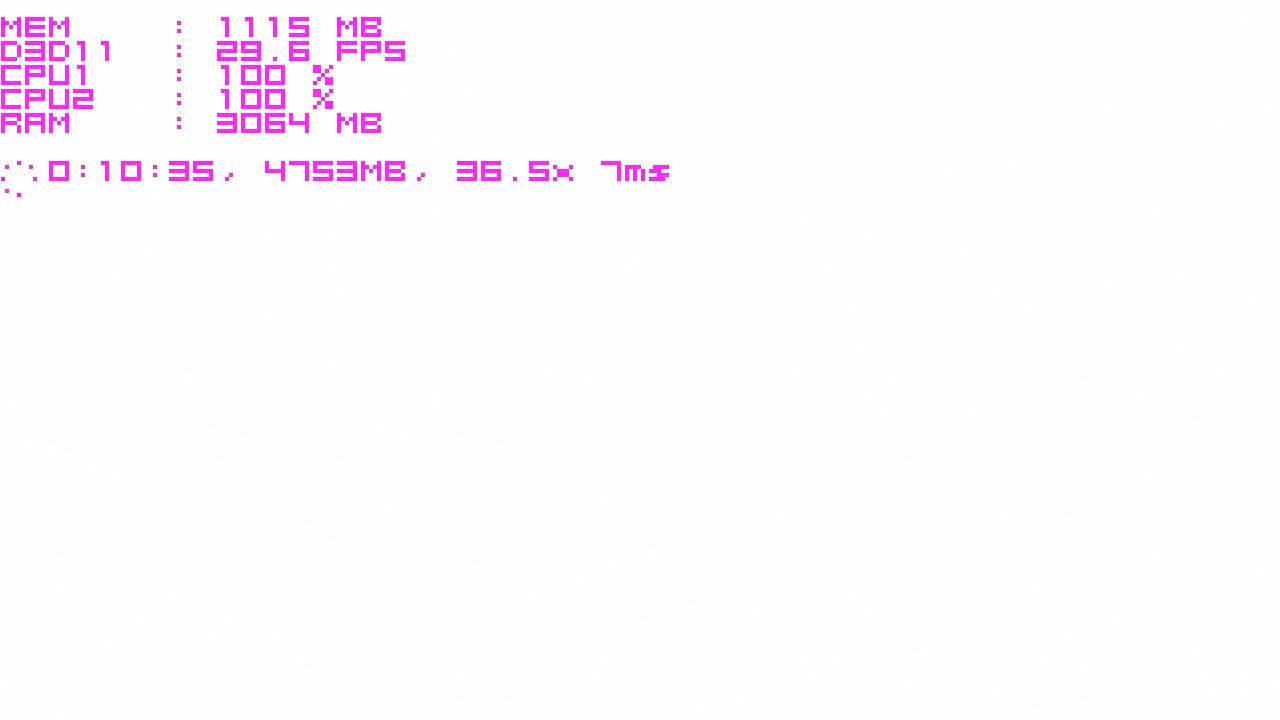 MEM : 1115 MB
D3D11 : 29.6 FPS
CPU1 : 100 %
CPU2 : 100 %
RAM : 3064 MB
0:10:35, 4753MB, 36.5x 7ms